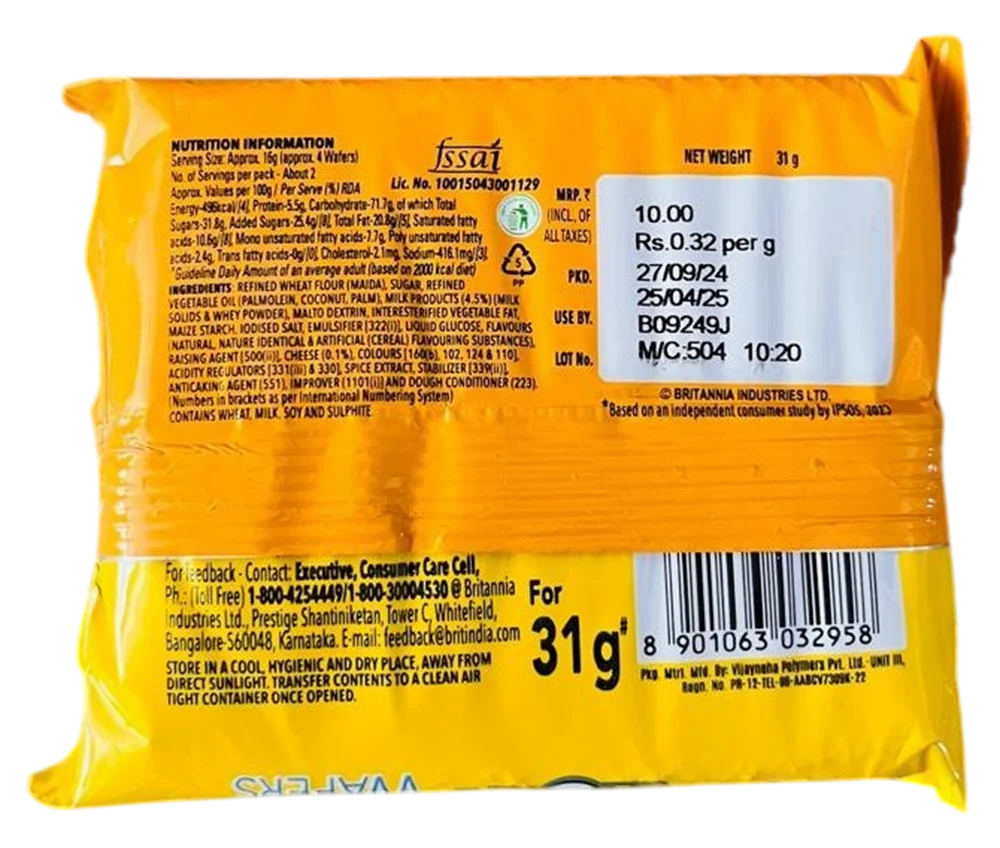 NUTRITION INFORMATION
Serving Size: Approx. 16g (approx. 4 Wafers)
No. of Servings per pack - About 2
Approx. Values per 100g / Per Serve (%) RDA
Energy-496kcal/[4], Protein-5.5g, Carbohydrate-71.7g, of which Total
Sugars-31.8g, Added Sugars-25.4g/[8], Total Fat-20.8g/[5], Saturated fatty
acids-10.6g/[8], Mono unsaturated fatty acids-7.7g, Poly unsaturated fatty
acids-2.4g, Trans fatty acids-0g/[0], Cholesterol-2.1mg, Sodium-416.1mg/[3].
*Guideline Daily Amount of an average adult (based on 2000 kcal diet)
INGREDIENTS: REFINED WHEAT FLOUR (MAIDA), SUGAR, REFINED
VEGETABLE OIL (PALMOLEIN, COCONUT, PALM), MILK PRODUCTS (4.5%) (MILK
SOLIDS & WHEY POWDER), MALTO DEXTRIN, INTERESTERIFIED VEGETABLE FAT,
MAIZE STARCH, IODISED SALT, EMULSIFIER [322(i)], LIQUID GLUCOSE, FLAVOURS
(NATURAL, NATURE IDENTICAL & ARTIFICIAL (CEREAL) FLAVOURING SUBSTANCES),
RAISING AGENT [500(ii)], CHEESE (0.1%), COLOURS [160(b), 102, 124 & 110],
ACIDITY REGULATORS [331(iii) & 330], SPICE EXTRACT, STABILIZER [339(ii)],
ANTICAKING AGENT (551), IMPROVER (1101(i)] AND DOUGH CONDITIONER (223).
(Numbers in brackets as per International Numbering System)
CONTAINS WHEAT, MILK, SOY AND SULPHITE
fssai
Lic. No. 10015043001129
5
PP
NET WEIGHT 31 g
MRP. ₹ 10.00
(INCL. OF
ALL TAXES)
Rs.0.32 per g
PKD. 27/09/24
25/04/25
USE BY. B09249J
LOT No. M/C:504 10:20
© BRITANNIA INDUSTRIES LTD.
*Based on an independent consumer study by IPSOS,
For feedback - Contact: Executive, Consumer Care Cell,
Ph.: (Toll Free) 1-800-4254449/1-800-30004530 @ Britannia
Industries Ltd., Prestige Shantiniketan, Tower C, Whitefield,
Bangalore-560048, Karnataka. E-mail: feedback@britindia.com
STORE IN A COOL, HYGIENIC AND DRY PLACE, AWAY FROM
DIRECT SUNLIGHT. TRANSFER CONTENTS TO A CLEAN AIR
TIGHT CONTAINER ONCE OPENED.
For
31g#
8 901063 032958
Pkg. Mtrl. Mfd. By: Vijayneha Polymers Pvt. Ltd.-UNIT III,
Regn. No. PR-12-TEL-08-AABCV7309K-22
WAFERS